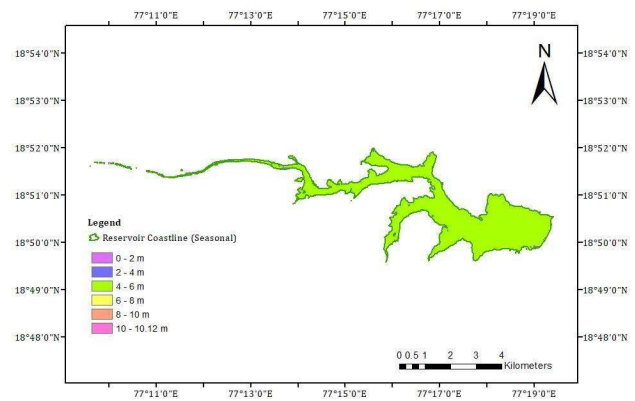 77°11'0"E 77°13'0"E 77°15'0"E 77°17'0"E 77°19'0"E
18°54'0"N 18°54'0"N
N
18°53'0"N 18°53'0"N
18°52'0"N 18°52'0"N
18°51'0"N 18°51'0"N
Legend
Reservoir Coastline (Seasonal)
18°50'0"N 18°50'0"N
0 - 2 m
2 - 4 m
18°49'0"N 18°49'0"N
4 - 6 m
6 - 8 m
8 - 10 m
18°48'0"N 18°48'0"N
10 - 10.12 m
0 0.5 1 2 3 4
Kilometers
77°11'0"E 77°13'0"E 77°15'0"E 77°17'0"E 77°19'0"E